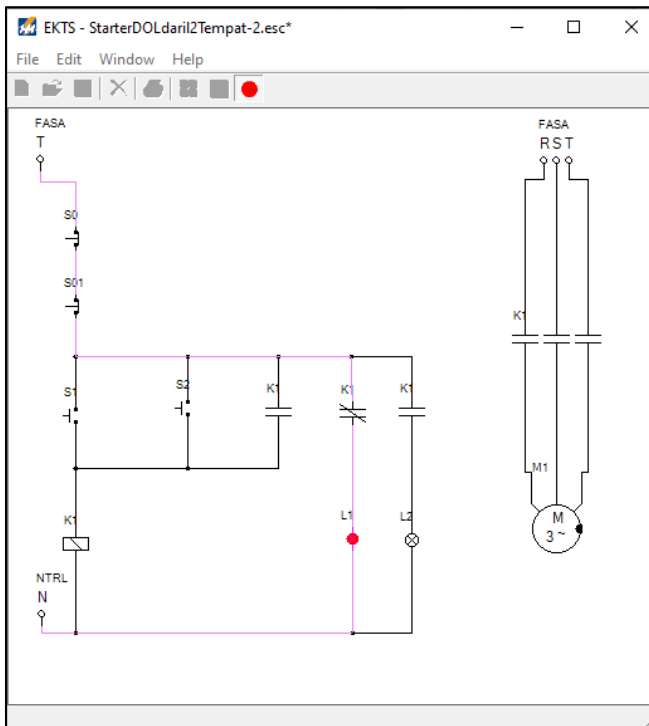 EKTS - StarterDOLdaril2Tempat-2.esc*
File Edit Window Help
FASA
T
FASA
R S T
S0
S01
S1
S2
K1
K1
K1
K1
M1
K1
L1
L2
M
3 ~
NTRL
N